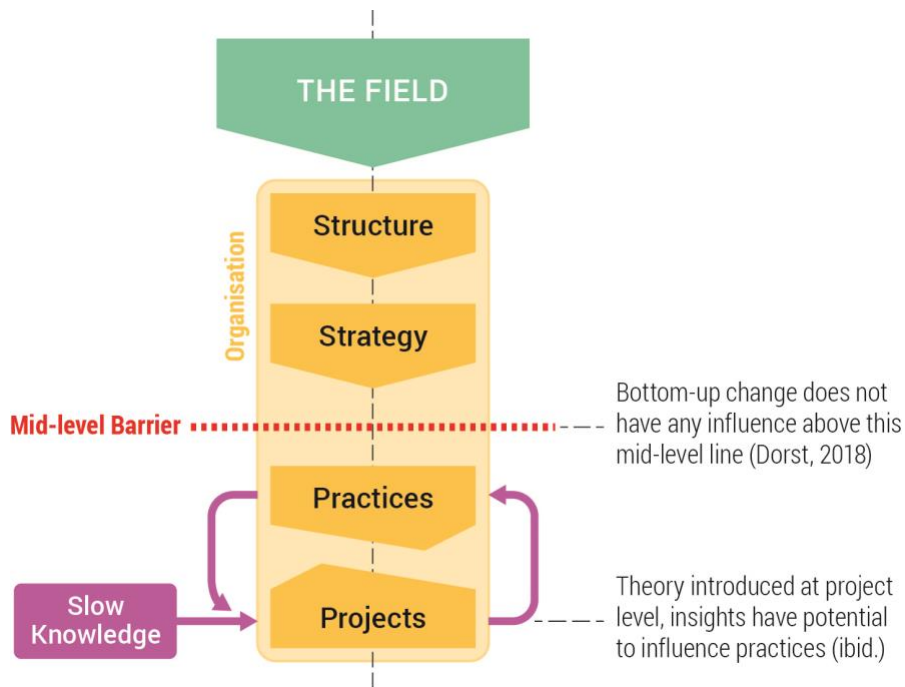 THE FIELD
Organisation
Structure
Strategy
Mid-level Barrier
Bottom-up change does not
have any influence above this
mid-level line (Dorst, 2018)
Practices
Slow
Knowledge
Projects
Theory introduced at project
level, insights have potential
to influence practices (ibid.)